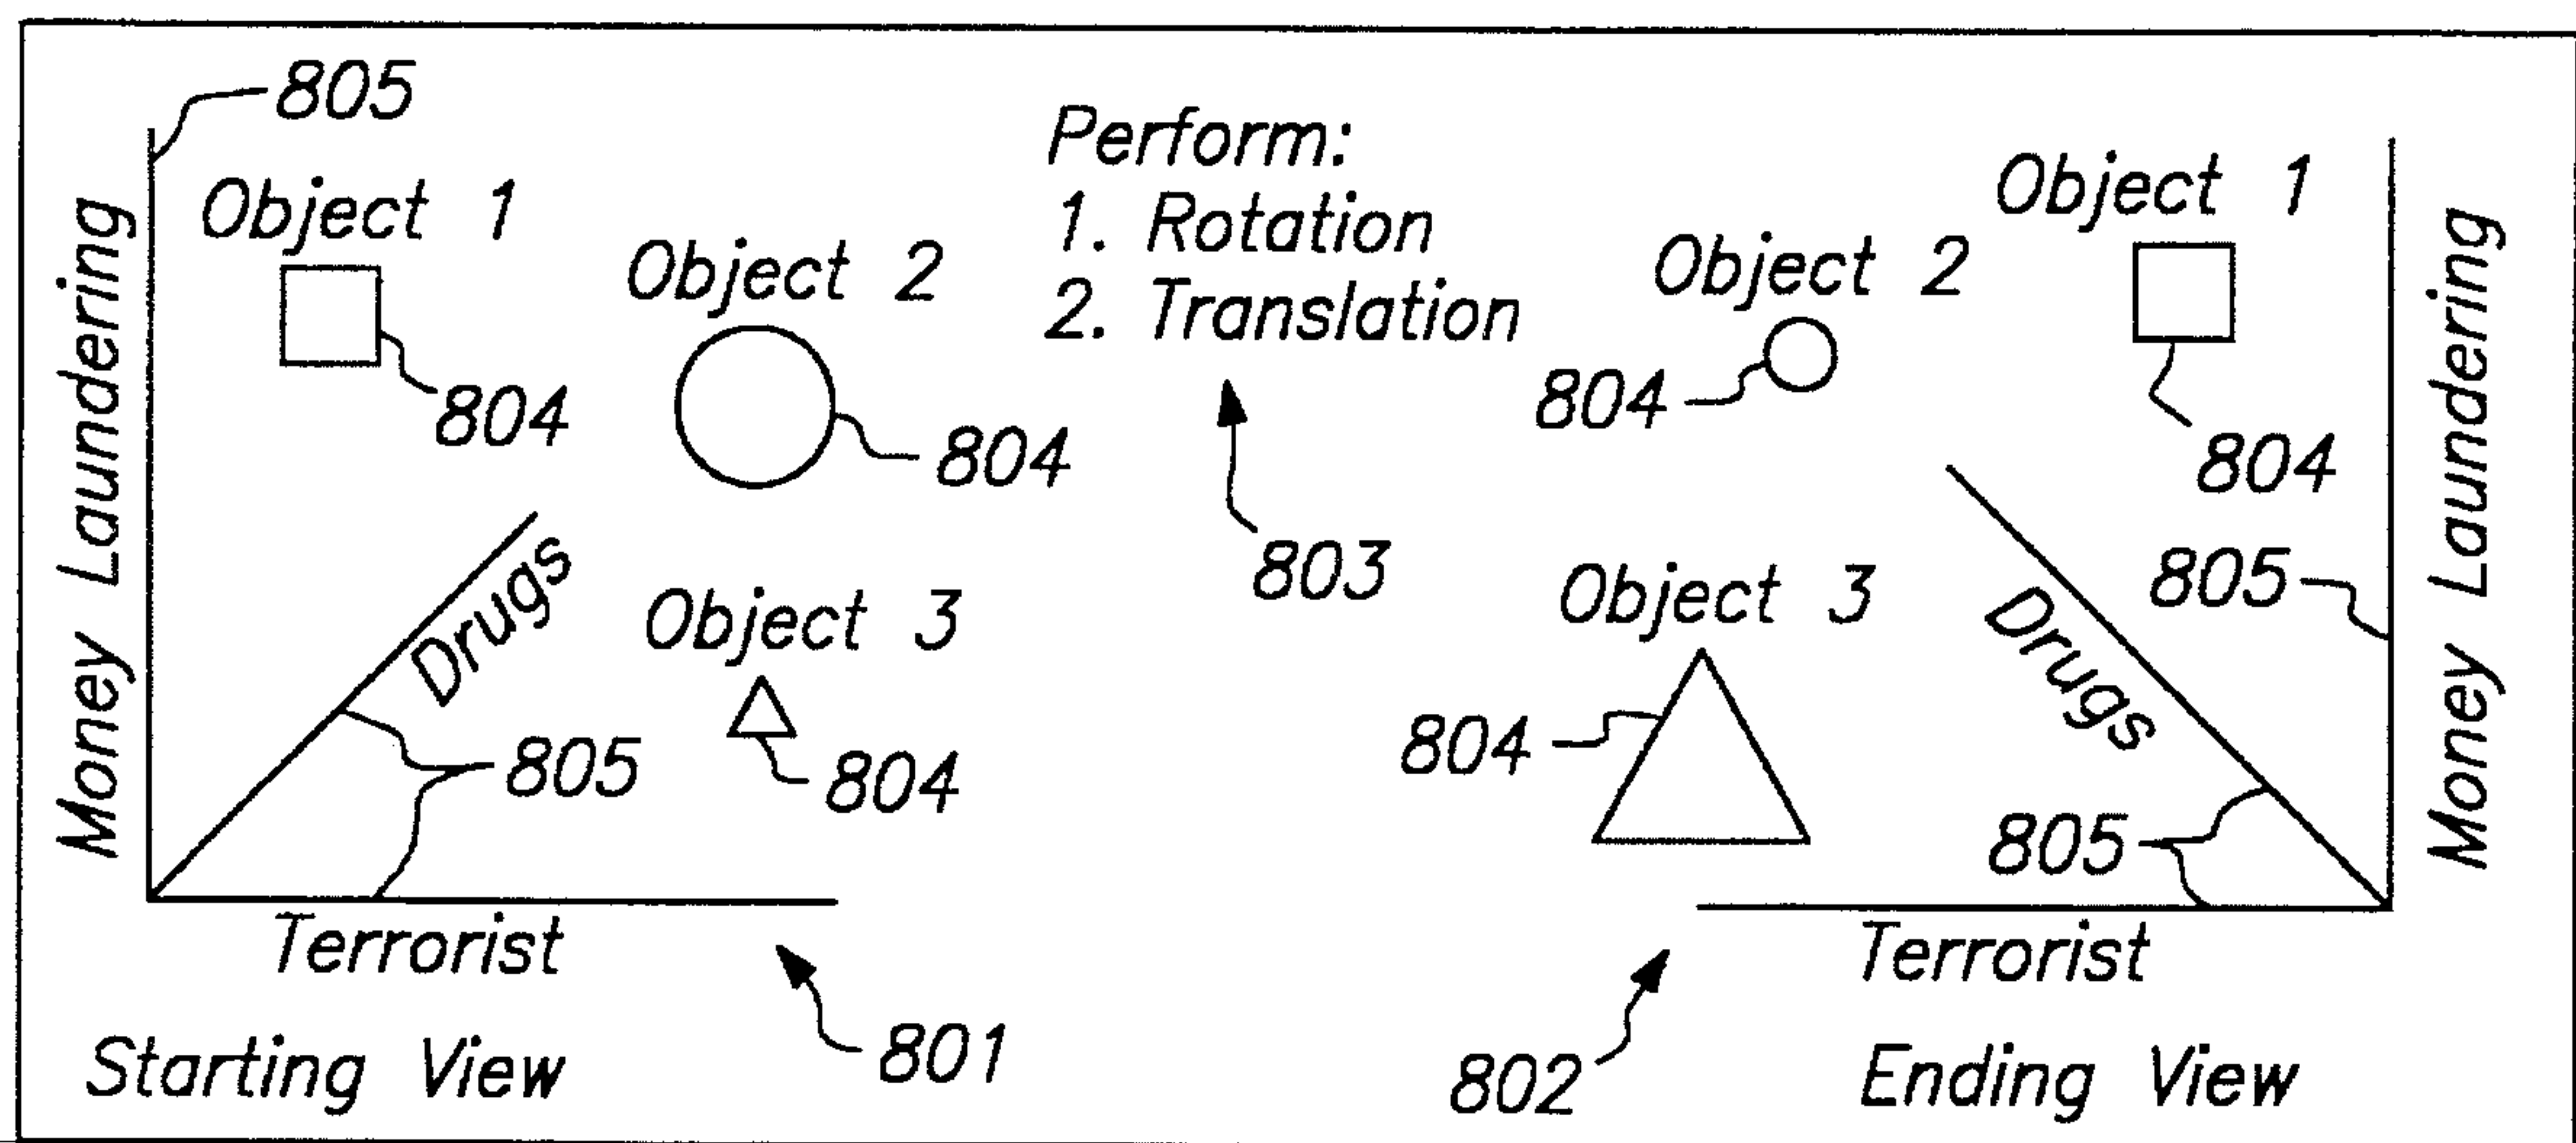 805
Perform:
1. Rotation
2. Translation
803
Money Laundering
Object 1
804
Object 2
804
Drugs
Object 3
804
805
Terrorist
801
Starting View
Object 1
804
Object 2
804
Money Laundering
805
Object 3
804
Drugs
805
Terrorist
802
Ending View